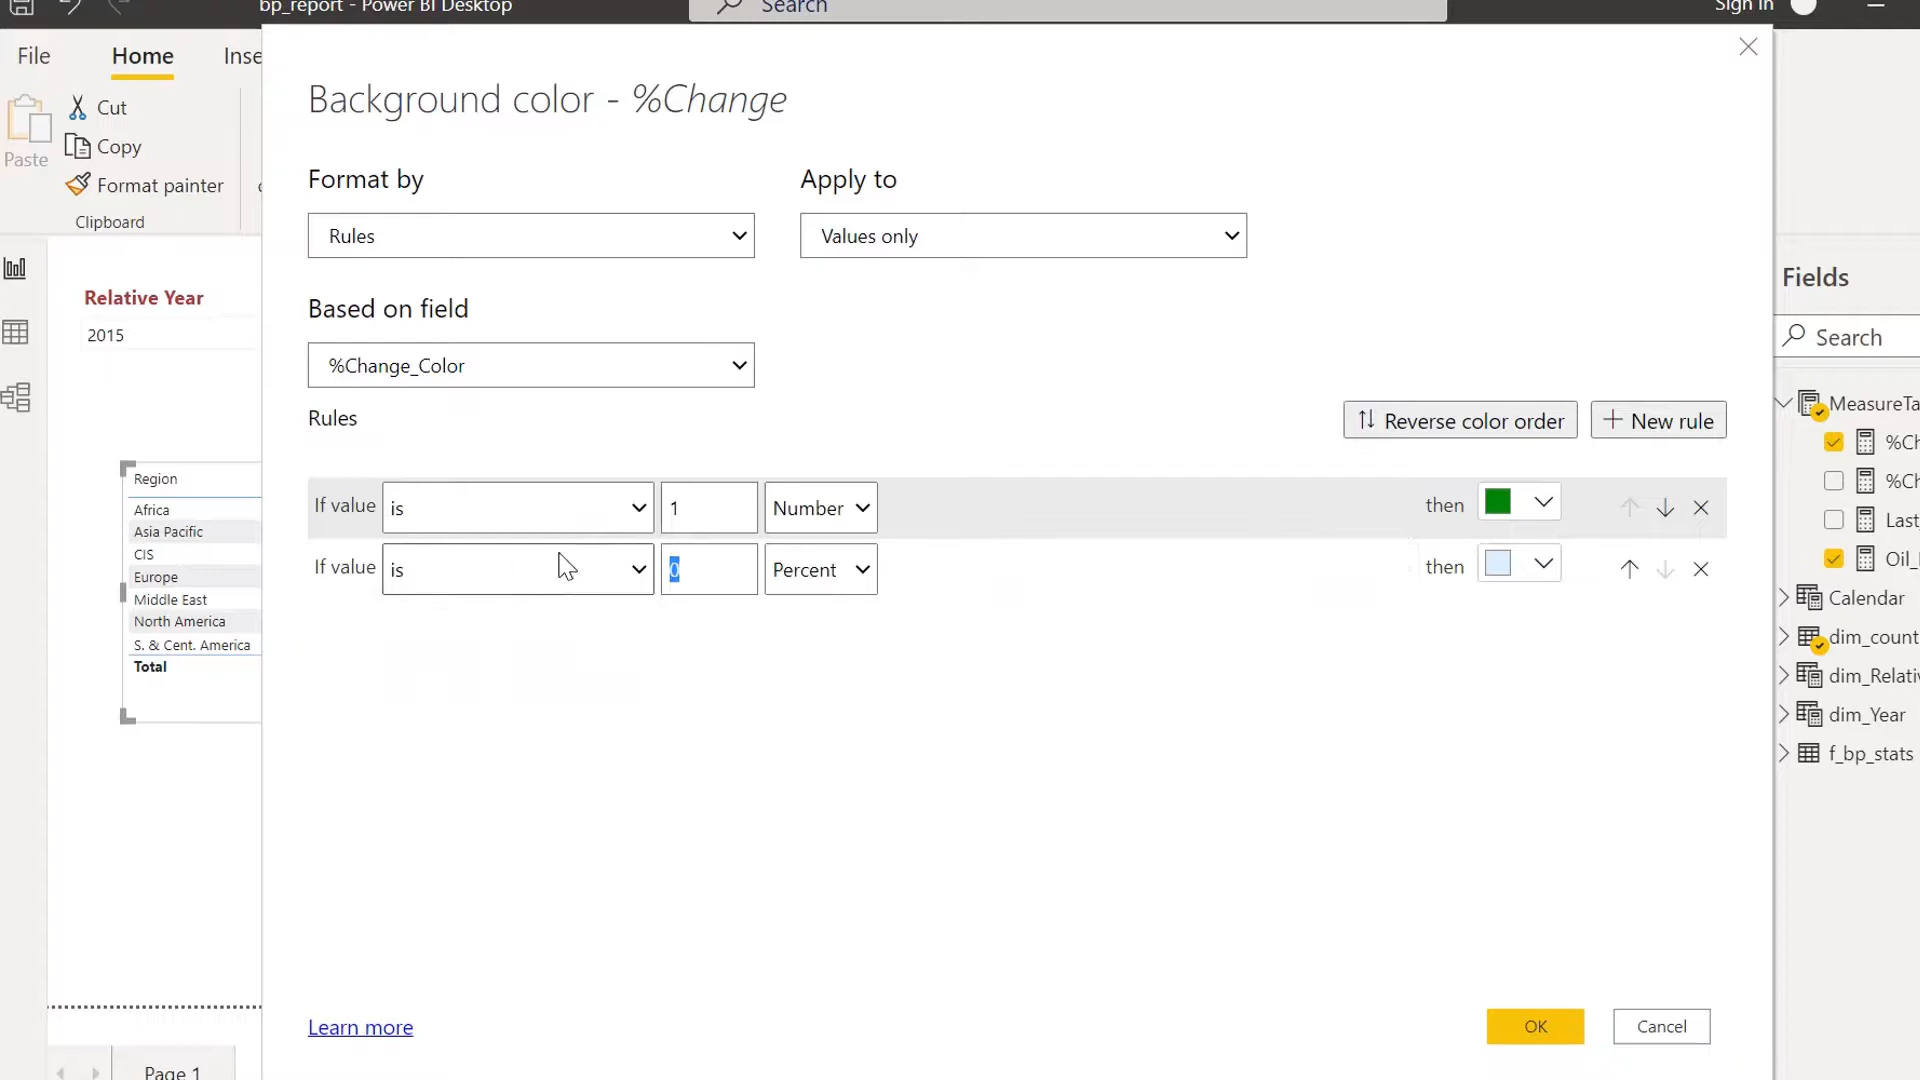 bp_report - Power BI Desktop
Search
Sign in
File
Home
Inse
Paste
Cut
Copy
Format painter
Clipboard
Background color - %Change
Format by
Apply to
Rules
Values only
Based on field
%Change_Color
Rules
Reverse color order
New rule
If value
is
1
Number
then
If value
is
0
Percent
then
Learn more
OK
Cancel
Relative Year
2015
Region
Africa
Asia Pacific
CIS
Europe
Middle East
North America
S. & Cent. America
Total
Page 1
Fields
Search
MeasureTa
%Ch
%Ch
Last
Oil_
Calendar
dim_count
dim_Relativ
dim_Year
f_bp_stats